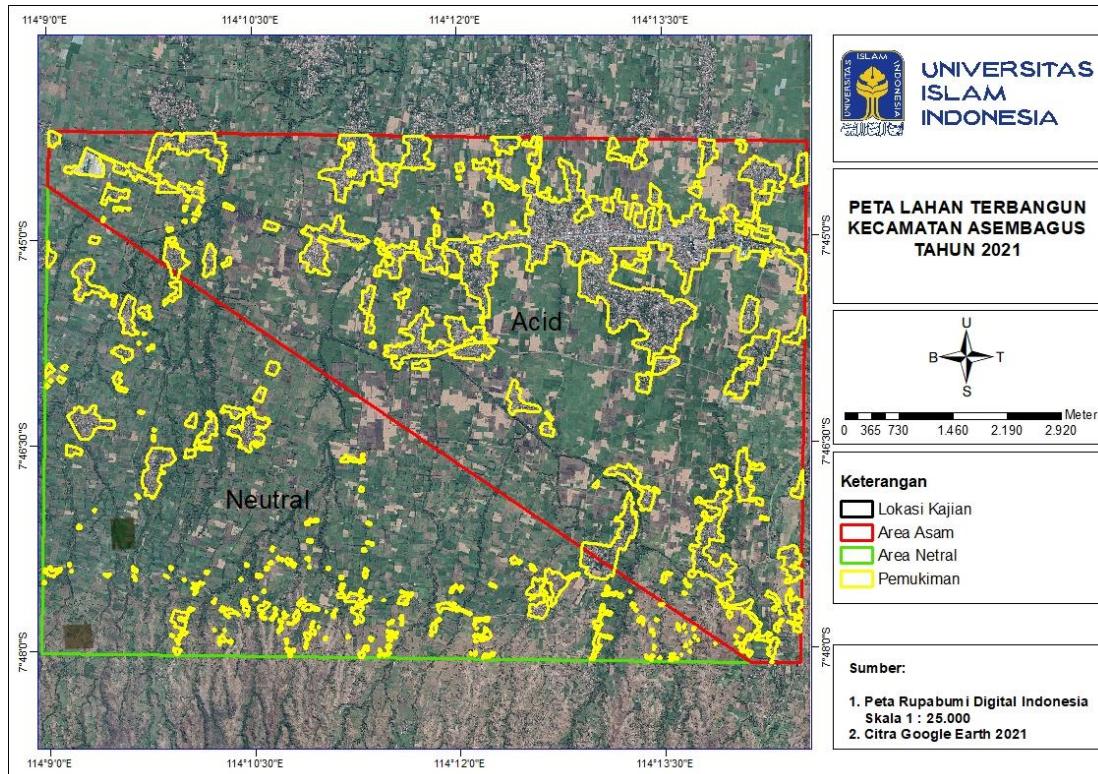 114°9'0"E 114°10'30"E 114°12'0"E 114°13'30"E
7°45'0"S 7°45'0"S
7°46'30"S 7°46'30"S
7°48'0"S 7°48'0"S
114°9'0"E 114°10'30"E 114°12'0"E 114°13'30"E
Acid
Neutral
ISLAM
UNIVERSITAS
INDONESIA
UNIVERSITAS
ISLAM
INDONESIA
PETA LAHAN TERBANGUN
KECAMATAN ASEMBAGUS
TAHUN 2021
U
B T
S
Meter
0 365 730 1.460 2.190 2.920
Keterangan
Lokasi Kajian
Area Asam
Area Netral
Pemukiman
Sumber:
1. Peta Rupabumi Digital Indonesia
Skala 1 : 25.000
2. Citra Google Earth 2021